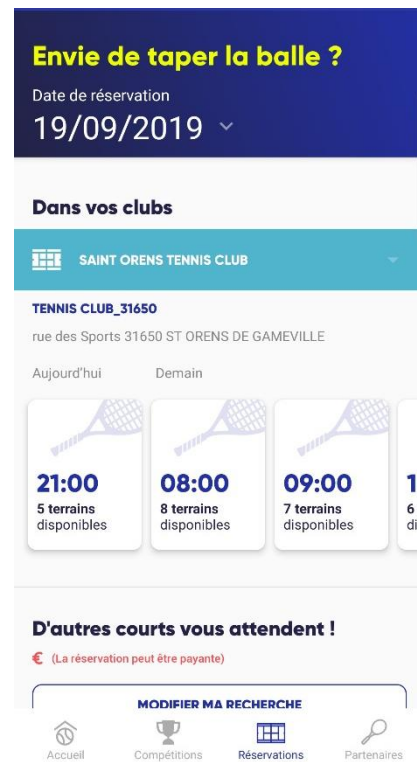 Envie de taper la balle ?
Date de réservation
19/09/2019
Dans vos clubs
SAINT ORENS TENNIS CLUB
TENNIS CLUB_31650
rue des Sports 31650 ST ORENS DE GAMEVILLE
Aujourd'hui Demain
21:00 08:00 09:00 1
5 terrains 8 terrains 7 terrains 6
disponibles disponibles disponibles di
D'autres courts vous attendent !
€ (La réservation peut être payante)
MODIFIER MA RECHERCHE
Accueil Compétitions Réservations Partenaires